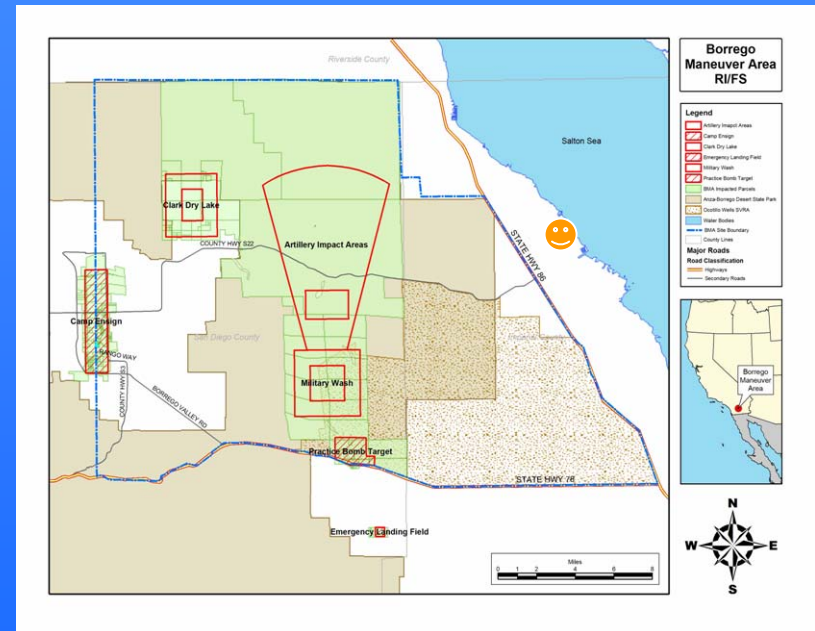 Borrego
Maneuver Area
RI/FS
Legend
Artillery Impact Areas
Camp Ensign
Clark Dry Lake
Emergency Landing Field
Military Wash
Practice Bomb Target
BMA Impacted Parcels
Anza-Borrego Desert State Park
Ocotillo Wells SVRA
Water Bodies
BMA Site Boundary
County Lines
Major Roads
Road Classification
Highways
Secondary Roads
Riverside County
Salton Sea
Clark Dry Lake
Artillery Impact Areas
COUNTY HWY S22
STATE HWY 86
Camp Ensign
San Diego County
RANGO WAY
COUNTY HWY S3
BORREGO VALLEY RD
Military Wash
Practice Bomb Target
STATE HWY 78
Emergency Landing Field
Miles
0 1 2 4 6 8
Borrego
Maneuver
Area
N
W E
S